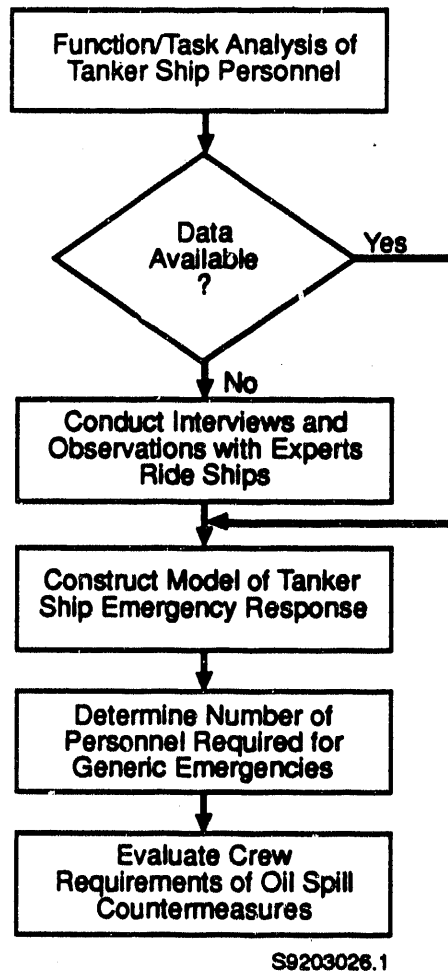 Function/Task Analysis of
Tanker Ship Personnel
Data
Available
?
Yes
No
Conduct Interviews and
Observations with Experts
Ride Ships
Construct Model of Tanker
Ship Emergency Response
Determine Number of
Personnel Required for
Generic Emergencies
Evaluate Crew
Requirements of Oil Spill
Countermeasures
S9203026.1